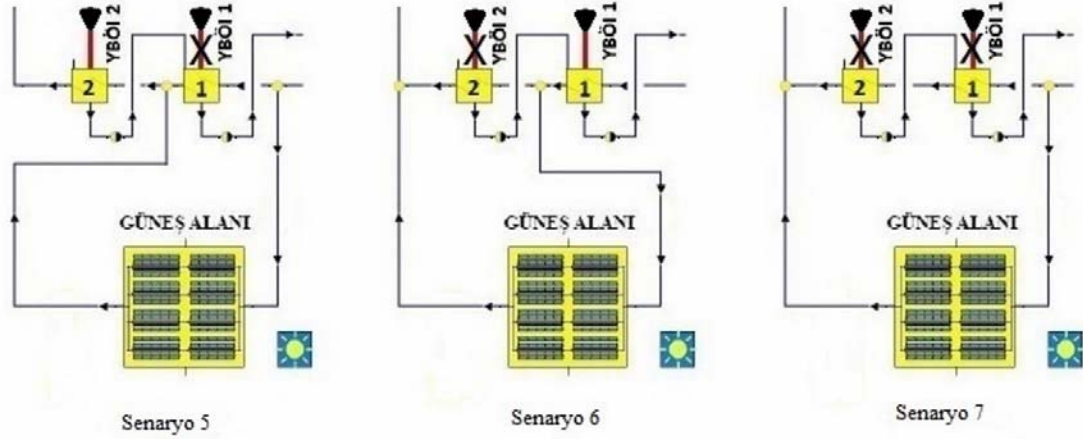 YBÖI 2
YBÖI 1
2
1
GÜNEŞ ALANI
Senaryo 5
YBÖI 2
YBÖI 1
2
1
GÜNEŞ ALANI
Senaryo 6
YBÖI 2
YBÖI 1
2
1
GÜNEŞ ALANI
Senaryo 7